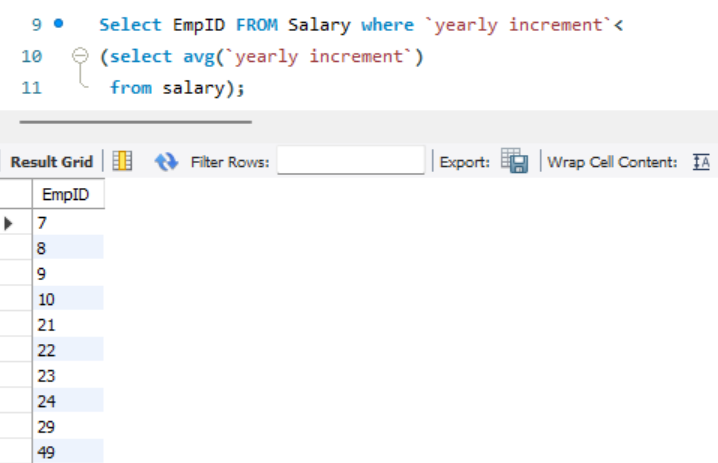 9 Select EmpID FROM Salary where `yearly increment`<
10 (select avg(`yearly increment`)
11 from salary);
Result Grid Filter Rows: Export: Wrap Cell Content:
EmpID
7
8
9
10
21
22
23
24
29
49